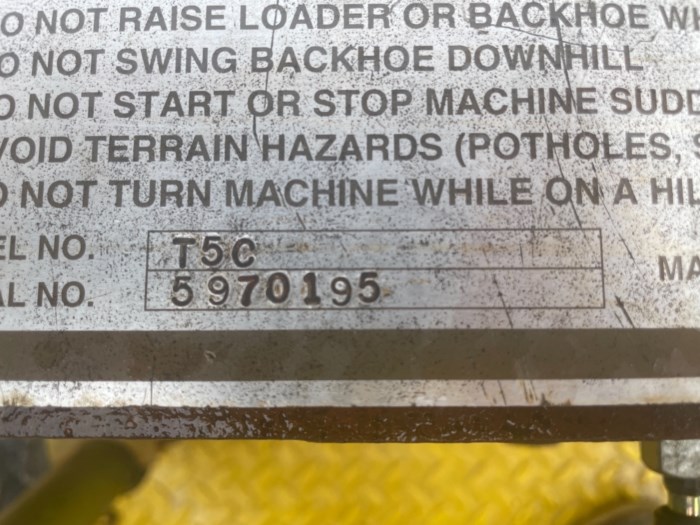 O NOT RAISE LOADER OR BACKHOE WI
O NOT SWING BACKHOE DOWNHILL
O NOT START OR STOP MACHINE SUDD
VOID TERRAIN HAZARDS (POTHOLES, S
O NOT TURN MACHINE WHILE ON A HIL
EL NO. T5C
AL NO. 5970195
MA